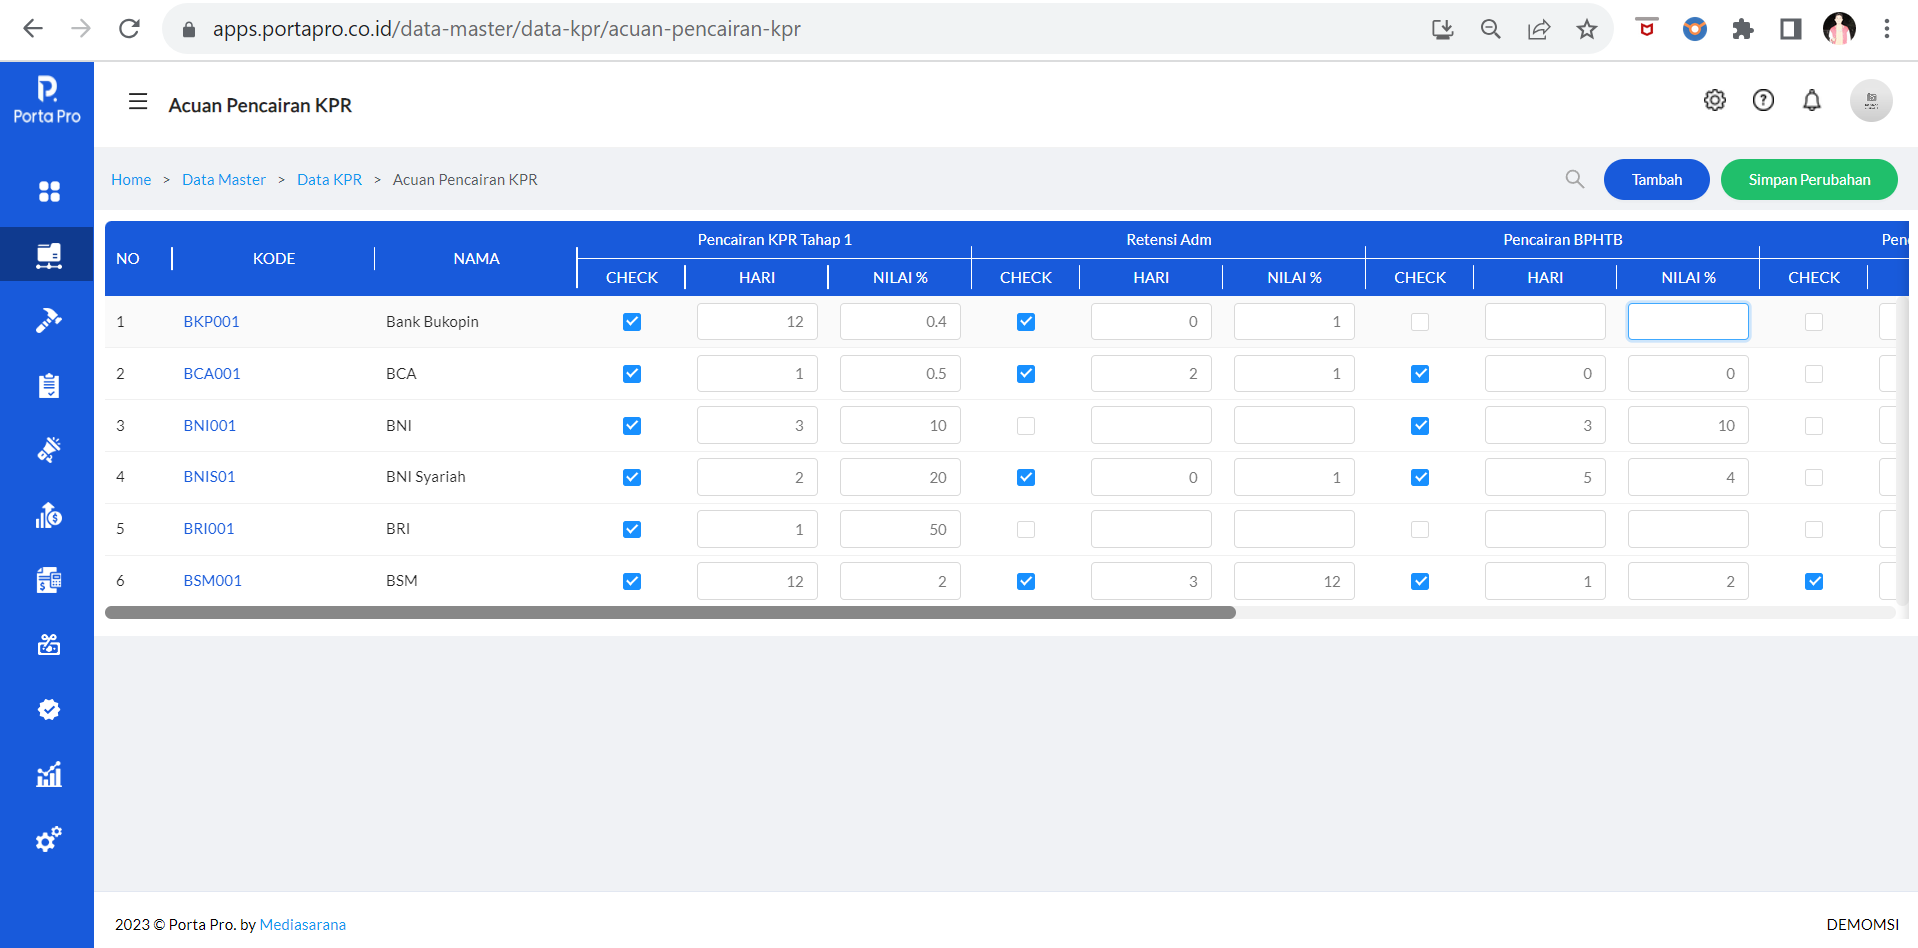 apps.portapro.co.id/data-master/data-kpr/acuan-pencairan-kpr
Porta Pro
Acuan Pencairan KPR
Home > Data Master > Data KPR > Acuan Pencairan KPR
Tambah
Simpan Perubahan
Pencairan KPR Tahap 1 Retensi Adm Pencairan BPHTB Pen
NO KODE NAMA CHECK HARI NILAI % CHECK HARI NILAI % CHECK HARI NILAI % CHECK
1 BKP001 Bank Bukopin 12 0.4 0 1
2 BCA001 BCA 1 0.5 2 1 0 0
3 BNI001 BNI 3 10 3 10
4 BNIS01 BNI Syariah 2 20 0 1 5 4
5 BRI001 BRI 1 50
6 BSM001 BSM 12 2 3 12 1 2
2023 © Porta Pro. by Mediasarana
DEMOMSI